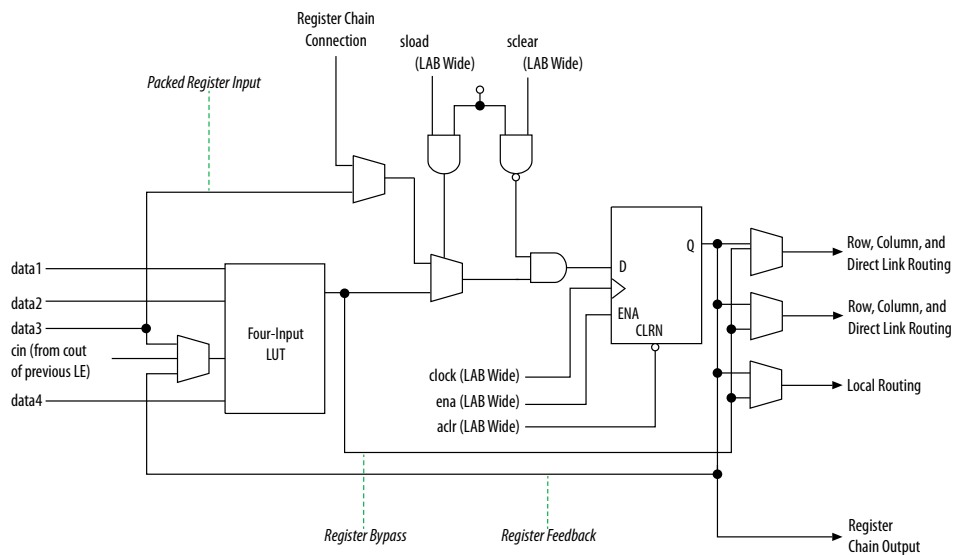 Register Chain
Connection
sload
(LAB Wide)
sclear
(LAB Wide)
Packed Register Input
data1
data2
data3
cin (from cout
of previous LE)
data4
Four-Input
LUT
D
Q
ENA
CLRN
clock (LAB Wide)
ena (LAB Wide)
aclr (LAB Wide)
Row, Column, and
Direct Link Routing
Row, Column, and
Direct Link Routing
Local Routing
Register Bypass
Register Feedback
Register
Chain Output